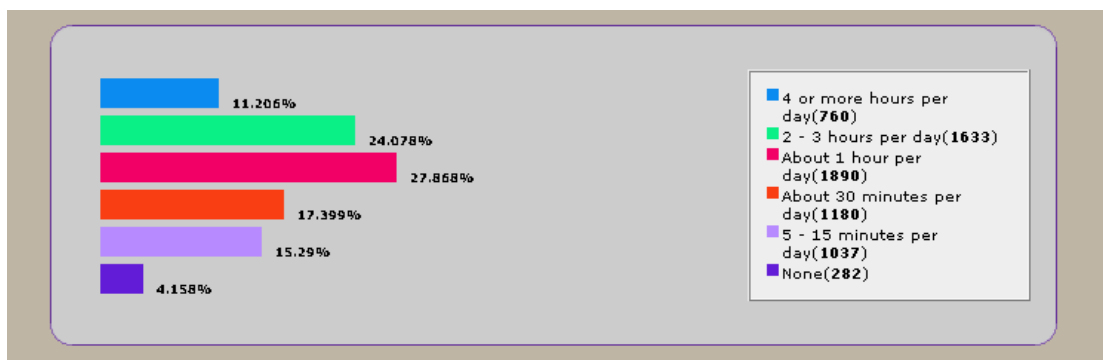 11.206%
24.078%
27.868%
17.399%
15.29%
4.158%
4 or more hours per
day(760)
2 - 3 hours per day(1633)
About 1 hour per
day(1890)
About 30 minutes per
day(1180)
5 - 15 minutes per
day(1037)
None(282)